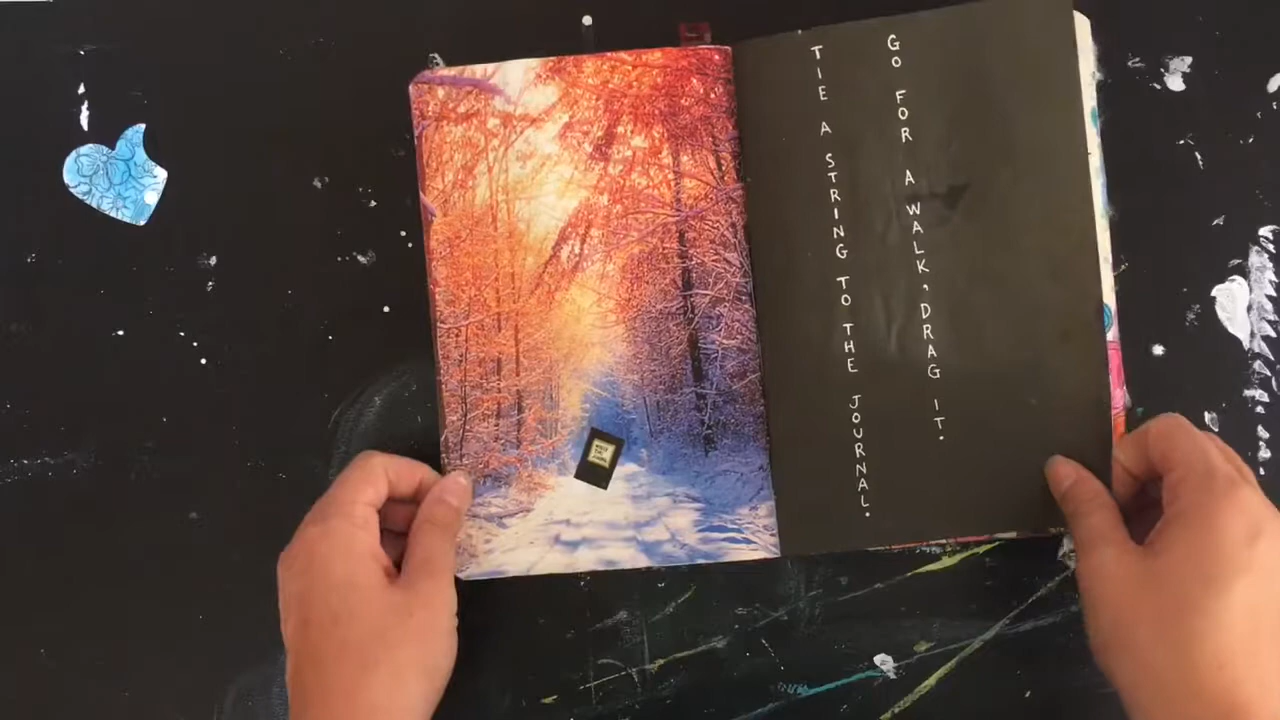 TIE A STRING TO THE JOURNAL.
GO FOR A WALK, DRAG IT.